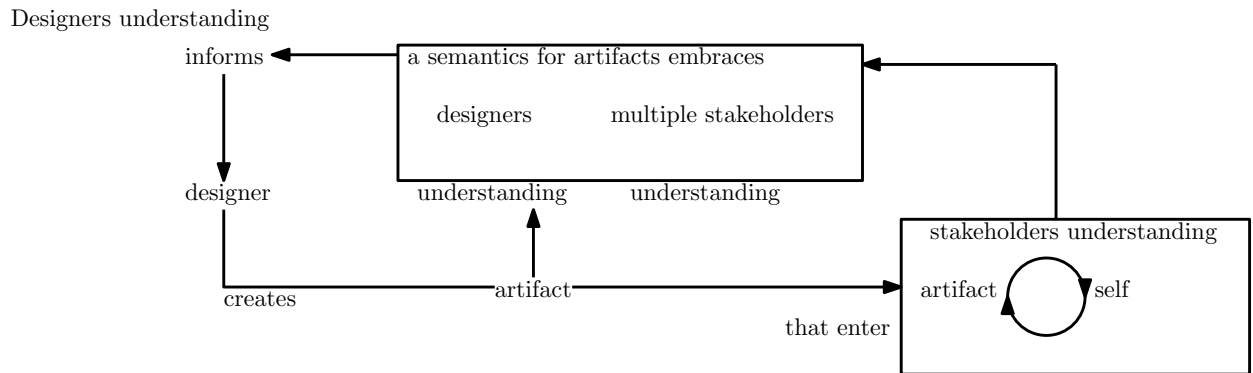 Designers understanding
informs
a semantics for artifacts embraces
designers
multiple stakeholders
designer
understanding
understanding
stakeholders understanding
creates
artifact
artifact
self
that enter